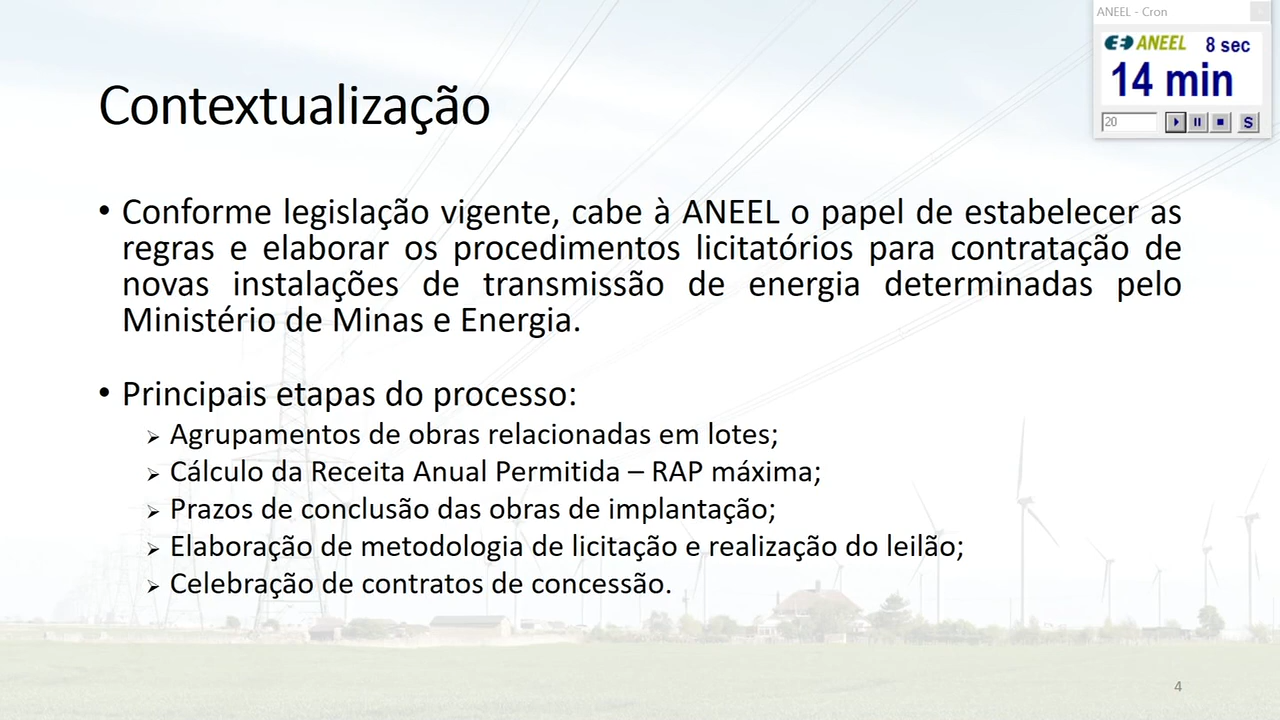 ANEEL - Cron
ANEEL 8 sec
14 min
20
S
Contextualização
• Conforme legislação vigente, cabe à ANEEL o papel de estabelecer as
regras e elaborar os procedimentos licitatórios para contratação de
novas instalações de transmissão de energia determinadas pelo
Ministério de Minas e Energia.
• Principais etapas do processo:
➢ Agrupamentos de obras relacionadas em lotes;
➢ Cálculo da Receita Anual Permitida – RAP máxima;
➢ Prazos de conclusão das obras de implantação;
➢ Elaboração de metodologia de licitação e realização do leilão;
➢ Celebração de contratos de concessão.
4